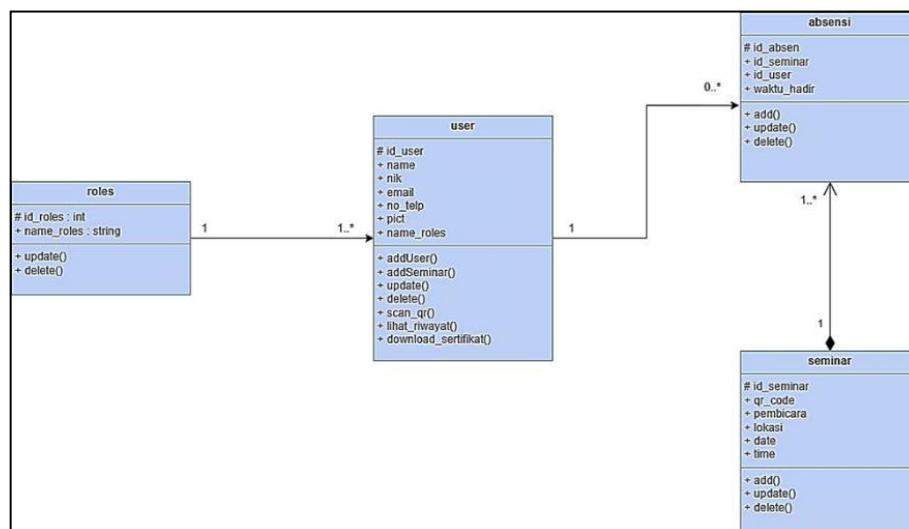 absensi
# id_absen
+ id_seminar
+ id_user
+ waktu_hadir
+ add()
+ update()
+ delete()
0..*
user
# id_user
+ name
+ nik
+ email
+ no_telp
+ pict
+ name_roles
+ addUser()
+ addSeminar()
+ update()
+ delete()
+ scan_qr()
+ lihat_riwayat()
+ download_sertifikat()
roles
# id_roles : int
+ name_roles : string
+ update()
+ delete()
1
1..*
1
1..*
1
seminar
# id_seminar
+ qr_code
+ pembicara
+ lokasi
+ date
+ time
+ add()
+ update()
+ delete()